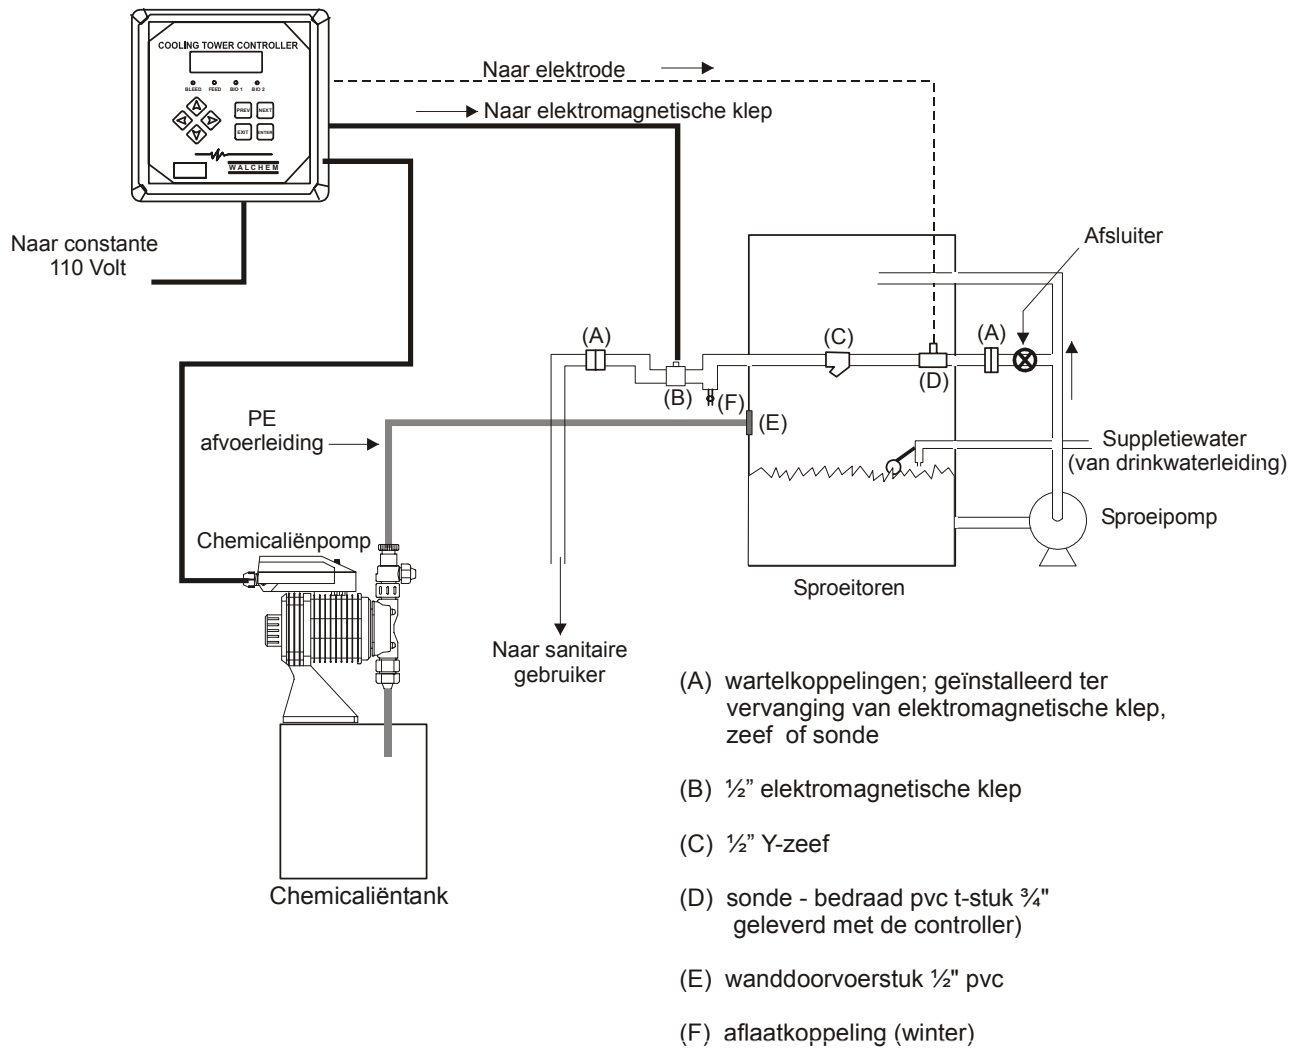 COOLING TOWER CONTROLLER
BLEED FEED BIO 1 BIO 2
PREV NEXT
EXIT ENTER
WALCHEM
Naar elektrode
Naar elektromagnetische klep
Naar constante
110 Volt
Afsluiter
(A)
(B)
(F)
(C)
(D)
(A)
(E)
PE
afvoerleiding
Suppletiewater
(van drinkwaterleiding)
Sproeipomp
Chemicaliënpomp
Sproeitoren
Naar sanitaire
gebruiker
Chemicaliëntank
(A) wartelkoppelingen; geïnstalleerd ter
vervanging van elektromagnetische klep,
zeef of sonde
(B) ½” elektromagnetische klep
(C) ½” Y-zeef
(D) sonde - bedraad pvc t-stuk ¾"
geleverd met de controller)
(E) wanddoorvoerstuk ½" pvc
(F) aflaatkoppeling (winter)